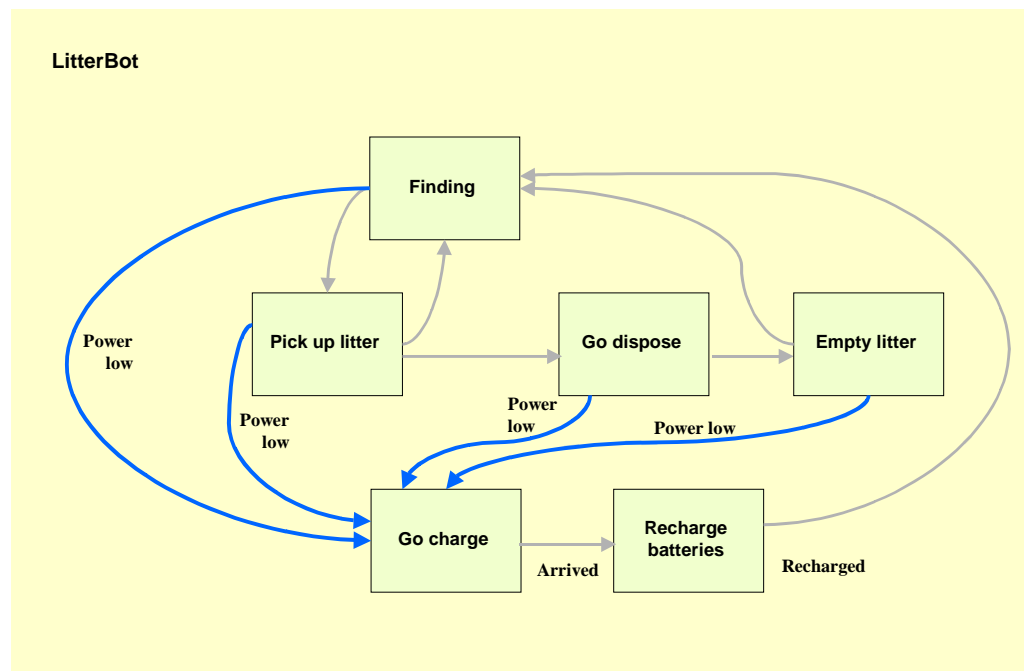 LitterBot
Finding
Pick up litter
Go dispose
Empty litter
Power
low
Power
low
Power
low
Power low
Go charge
Recharge
batteries
Arrived
Recharged